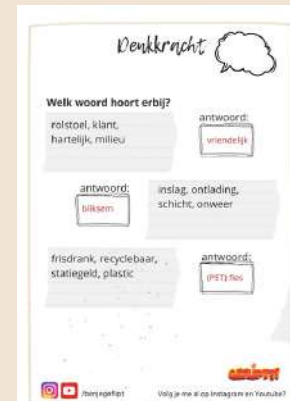 Denkkracht
Welk woord hoort erbij?
rolstoel, klant,
hartelijk, milieu
antwoord:
vriendelijk
antwoord:
bliksem
inslag, ontlading,
schicht, onweer
frisdrank, recyclebaar,
statiegeld, plastic
antwoord:
(PET) fles
/benjegeflipt
Volg je me al op Instagram en Youtube?